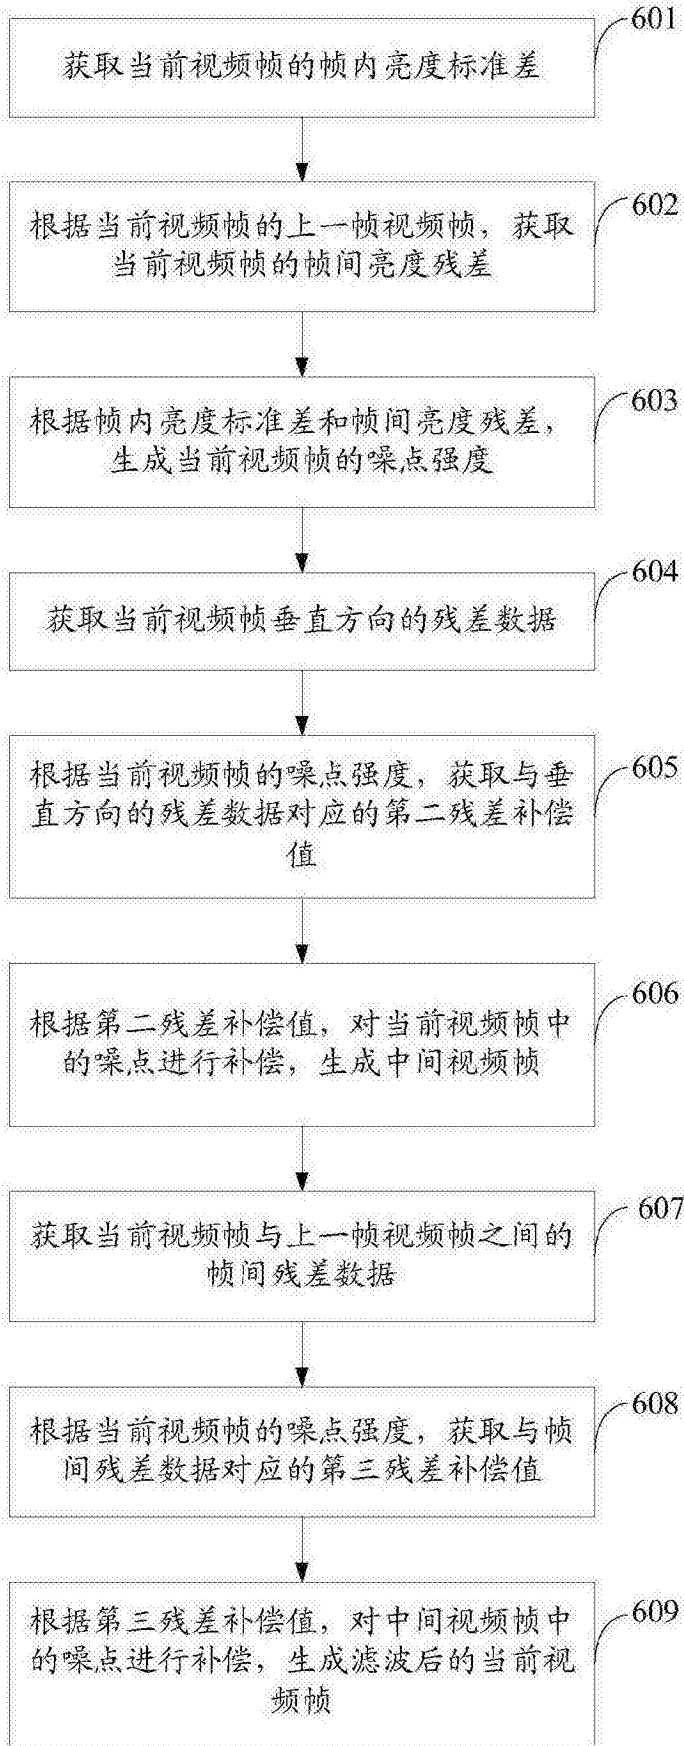 601
获取当前视频帧的帧内亮度标准差
602
根据当前视频帧的上一帧视频帧，获取
当前视频帧的帧间亮度残差
603
根据帧内亮度标准差和帧间亮度残差，
生成当前视频帧的噪点强度
604
获取当前视频帧垂直方向的残差数据
605
根据当前视频帧的噪点强度，获取与垂
直方向的残差数据对应的第二残差补偿
值
606
根据第二残差补偿值，对当前视频帧中
的噪点进行补偿，生成中间视频帧
607
获取当前视频帧与上一帧视频帧之间的
帧间残差数据
608
根据当前视频帧的噪点强度，获取与帧
间残差数据对应的第三残差补偿值
609
根据第三残差补偿值，对中间视频帧中
的噪点进行补偿，生成滤波后的当前视
频帧